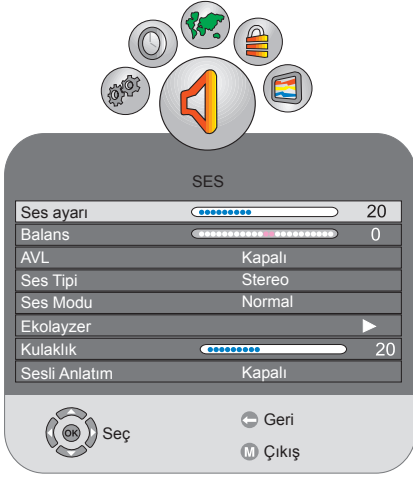 SES
Ses ayarı 20
Balans 0
AVL Kapalı
Ses Tipi Stereo
Ses Modu Normal
Ekolayzer
Kulaklık 20
Sesli Anlatım Kapalı
OK Seç
Geri
M Çıkış